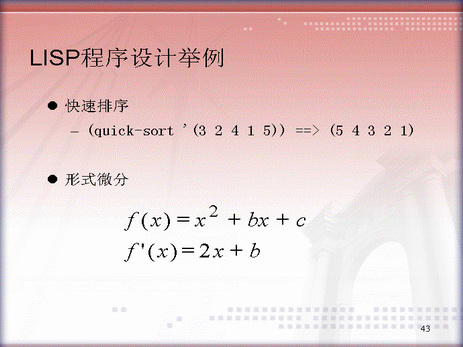 LISP程序设计举例
● 快速排序
– (quick-sort '(3 2 4 1 5)) ==> (5 4 3 2 1)
● 形式微分
f(x) = x² + bx + c
f'(x) = 2x + b
43